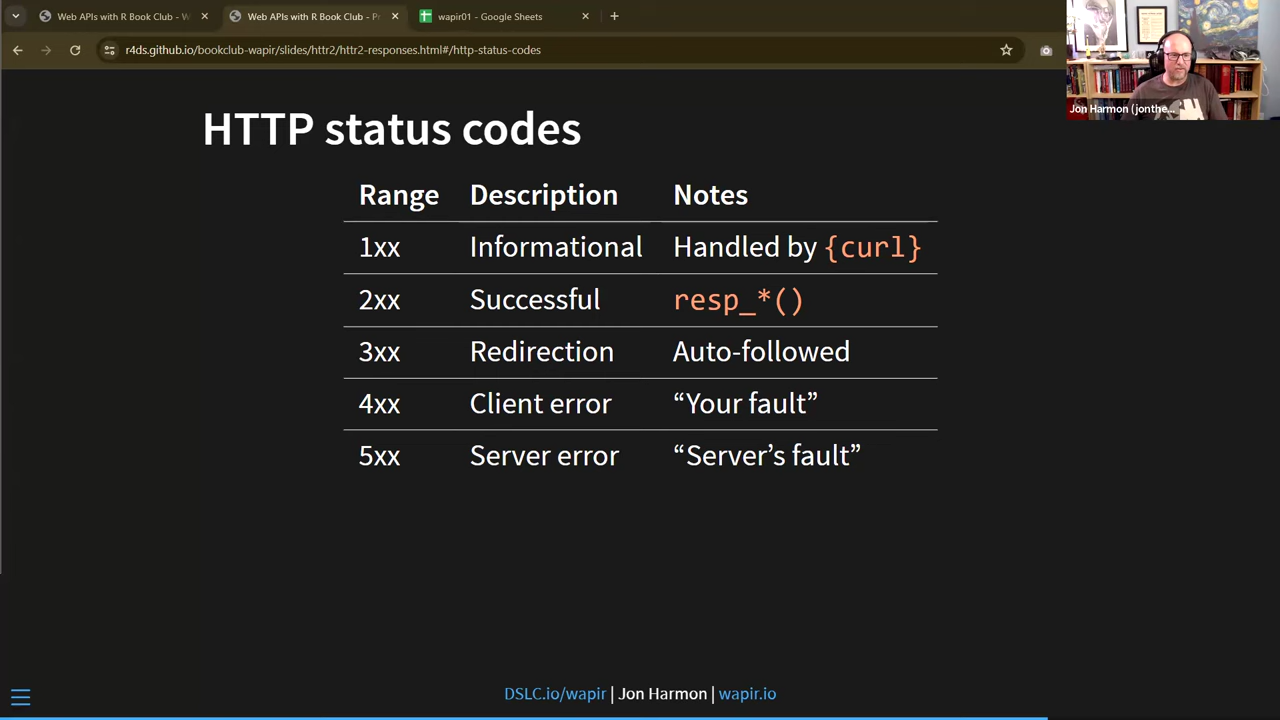 Web APIs with R Book Club - W
Web APIs with R Book Club - Pr
wapir01 - Google Sheets
r4ds.github.io/bookclub-wapir/slides/httr2/httr2-responses.html#/http-status-codes
Jon Harmon (jonthe...
HTTP status codes
Range Description Notes
1xx Informational Handled by {curl}
2xx Successful resp_*()
3xx Redirection Auto-followed
4xx Client error “Your fault”
5xx Server error “Server’s fault”
DSLC.io/wapir | Jon Harmon | wapir.io